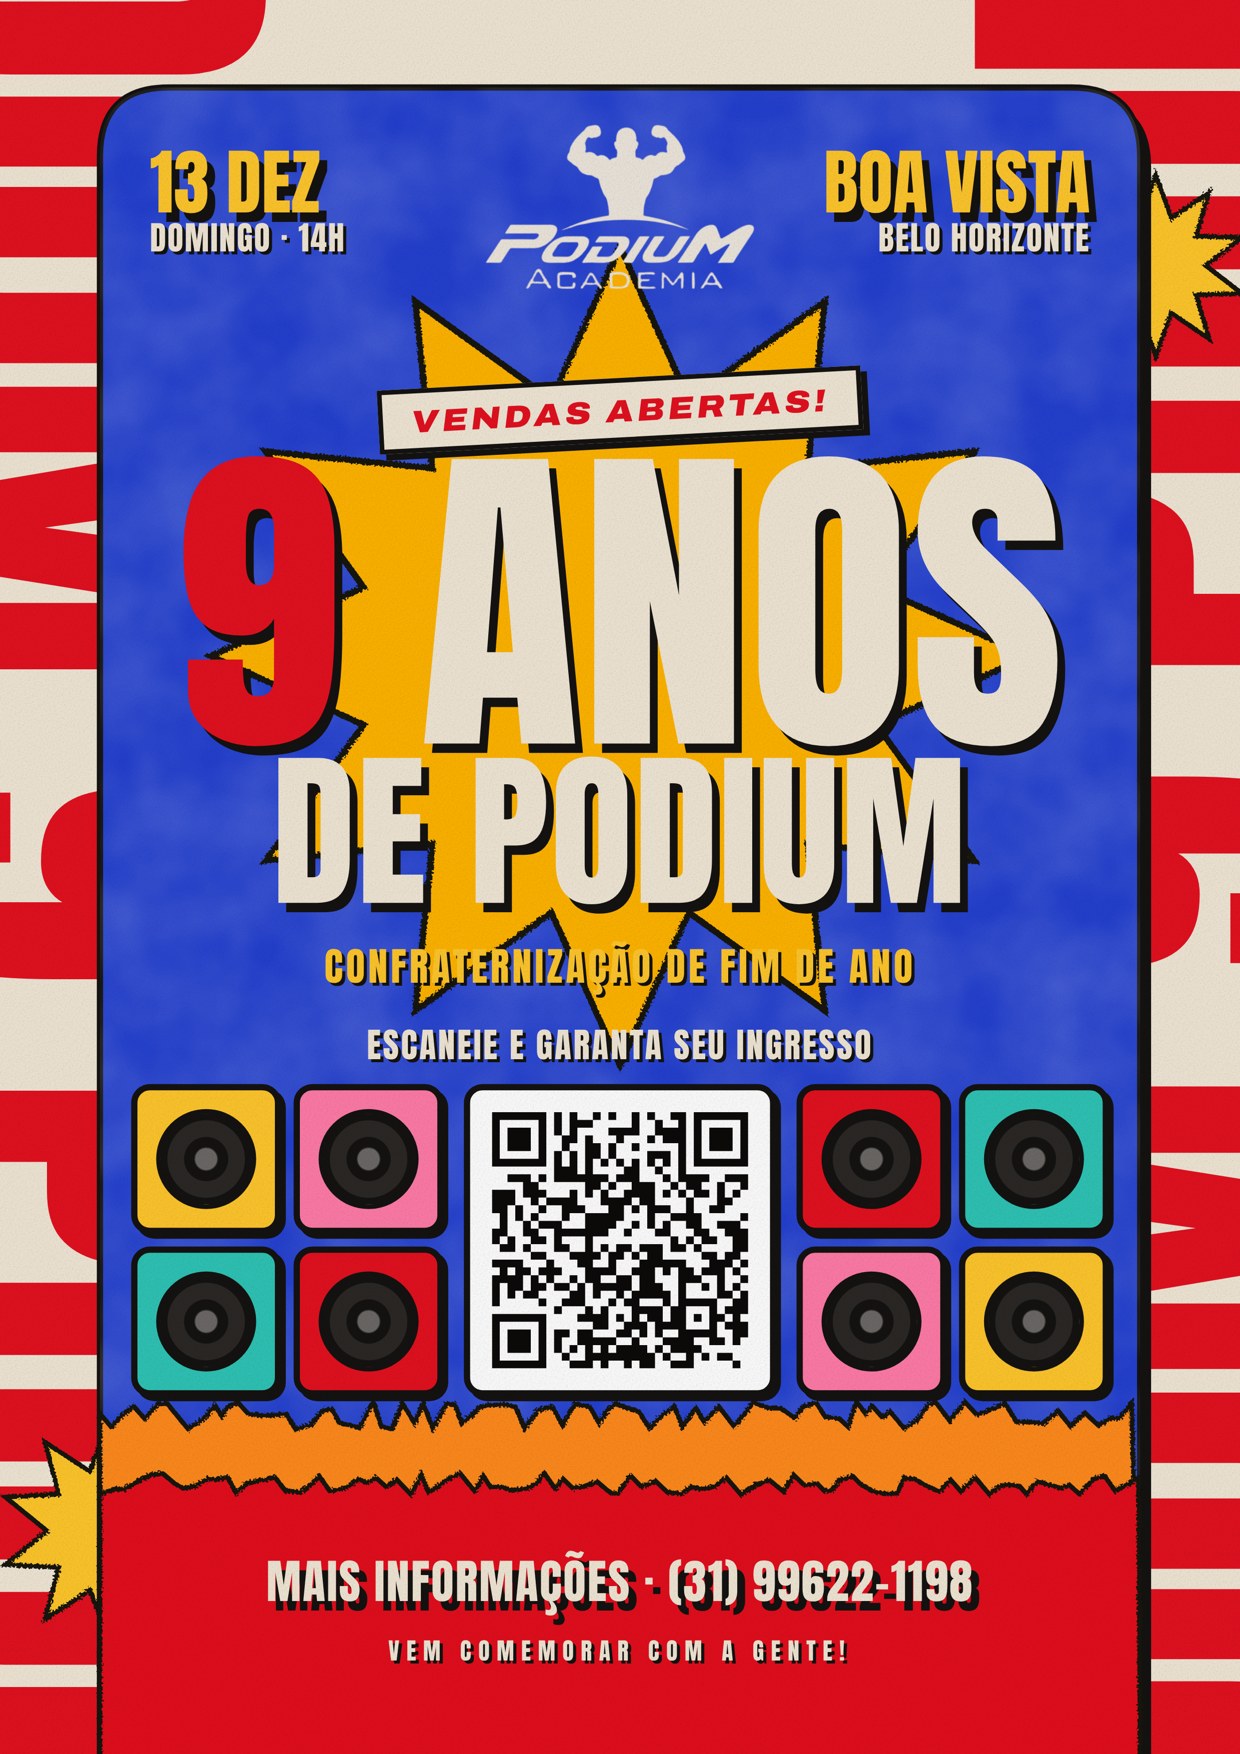 13 DEZ
DOMINGO · 14H
PODIUM
ACADEMIA
BOA VISTA
BELO HORIZONTE
VENDAS ABERTAS!
9 ANOS
DE PODIUM
CONFRATERNIZAÇÃO DE FIM DE ANO
ESCANEIE E GARANTA SEU INGRESSO
MAIS INFORMAÇÕES · (31) 99622-1198
VEM COMEMORAR COM A GENTE!